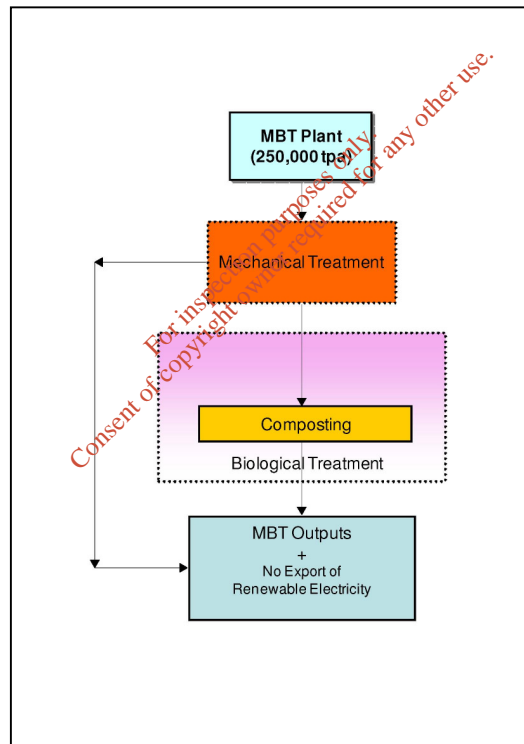 MBT Plant
(250,000 tpa)
Mechanical Treatment
Composting
Biological Treatment
MBT Outputs
+
No Export of
Renewable Electricity
For inspection purposes only.
Consent of copyright owner required for any other use.